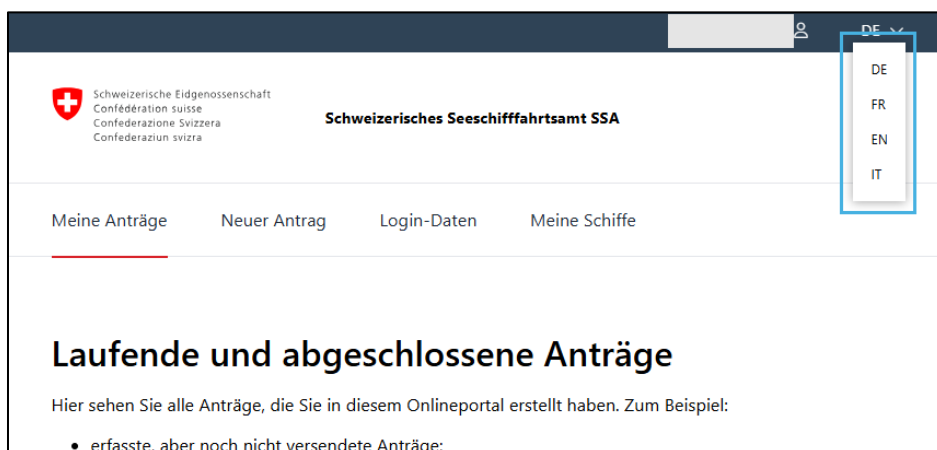 DE
DE
FR
EN
IT
Schweizerische Eidgenossenschaft
Confédération suisse
Confederazione Svizzera
Confederaziun svizra
Schweizerisches Seeschifffahrtsamt SSA
Meine Anträge Neuer Antrag Login-Daten Meine Schiffe
Laufende und abgeschlossene Anträge
Hier sehen Sie alle Anträge, die Sie in diesem Onlineportal erstellt haben. Zum Beispiel:
• erfasste, aber noch nicht versendete Anträge;